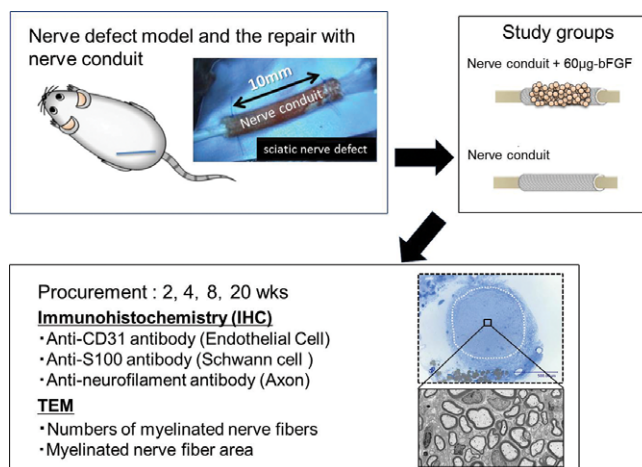 Nerve defect model and the repair with
nerve conduit
10mm
Nerve conduit
sciatic nerve defect
Study groups
Nerve conduit + 60μg-bFGF
Nerve conduit
Procurement : 2, 4, 8, 20 wks
Immunohistochemistry (IHC)
・Anti-CD31 antibody (Endothelial Cell)
・Anti-S100 antibody (Schwann cell )
・Anti-neurofilament antibody (Axon)
TEM
・Numbers of myelinated nerve fibers
・Myelinated nerve fiber area